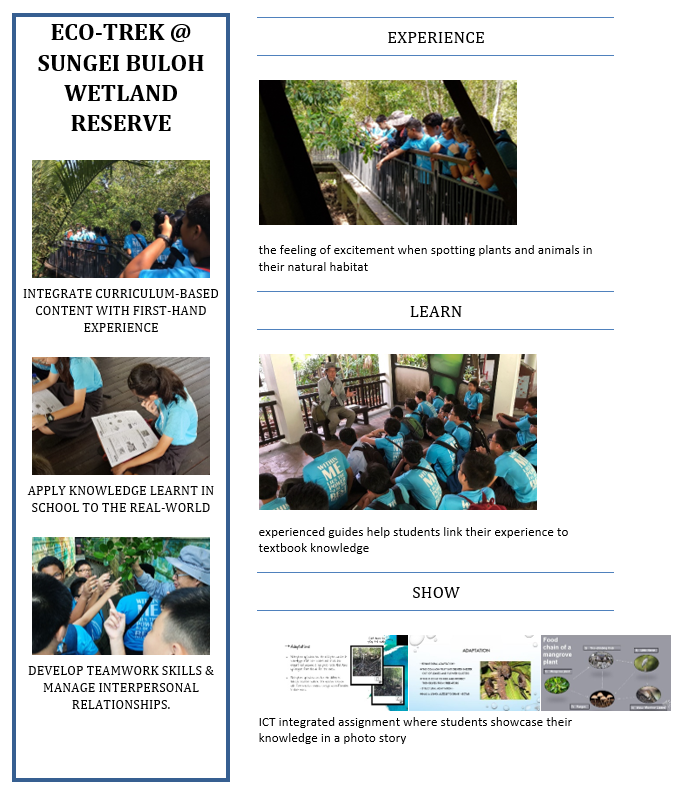 ECO-TREK @
SUNGEI BULOH
WETLAND
RESERVE
INTEGRATE CURRICULUM-BASED
CONTENT WITH FIRST-HAND
EXPERIENCE
APPLY KNOWLEDGE LEARNT IN
SCHOOL TO THE REAL-WORLD
DEVELOP TEAMWORK SKILLS &
MANAGE INTERPERSONAL
RELATIONSHIPS.
EXPERIENCE
the feeling of excitement when spotting plants and animals in
their natural habitat
LEARN
WITHIN
ME
experienced guides help students link their experience to
textbook knowledge
SHOW
Adaptation
ADAPTATION
Food
chain of a
mangrove
plant
ICT integrated assignment where students showcase their
knowledge in a photo story